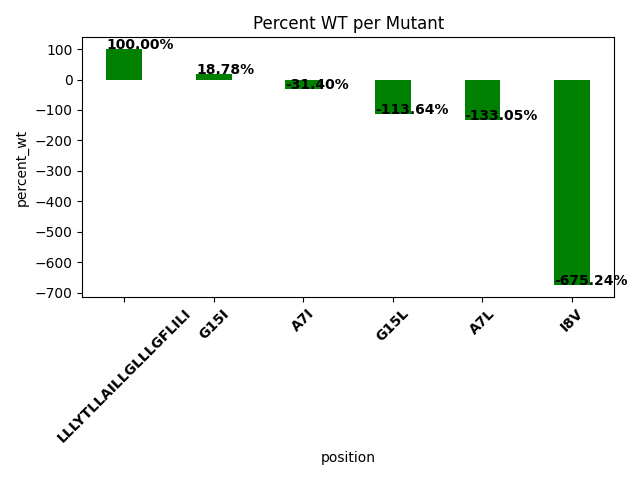 Percent WT per Mutant
percent_wt
100
0
−100
−200
−300
−400
−500
−600
−700
100.00%
18.78%
-31.40%
-113.64%
-133.05%
-675.24%
LLLYTLLAILLGLLLGFLILI
G15I
A7I
G15L
A7L
I8V
position